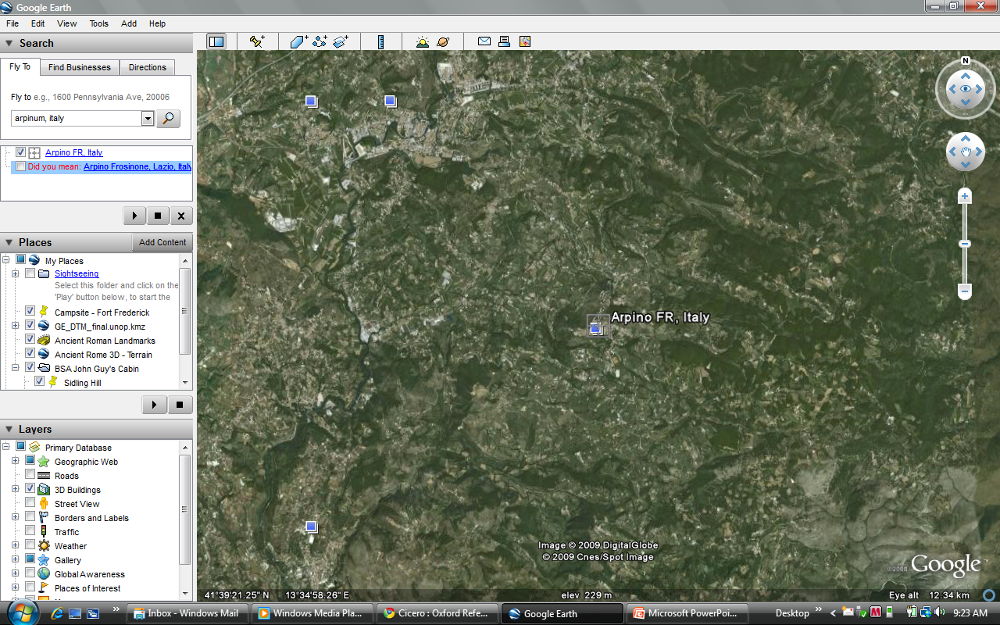 Google Earth
File Edit View Tools Add Help
Search
Fly To Find Businesses Directions
Fly to e.g., 1600 Pennsylvania Ave, 20006
arpinum, italy
Arpino FR, Italy
Did you mean: Arpino Frosinone, Lazio, Italy
Places Add Content
My Places
Sightseeing
Select this folder and click on the
'Play' button below, to start the
Campsite - Fort Frederick
GE_DTM_final.unop.kmz
Ancient Roman Landmarks
Ancient Rome 3D - Terrain
BSA John Guy's Cabin
Sidling Hill
Layers
Primary Database
Geographic Web
Roads
3D Buildings
Street View
Borders and Labels
Traffic
Weather
Gallery
Global Awareness
Places of Interest
N
Arpino FR, Italy
Image © 2009 DigitalGlobe
© 2009 Cnes/Spot Image
©2008 Google
41°39'21.25" N 13°34'58.26" E elev 229 m Eye alt 12.34 km
Inbox - Windows Mail Windows Media Pla... Cicero : Oxford Refe... Google Earth Microsoft PowerPoi... Desktop 9:23 AM